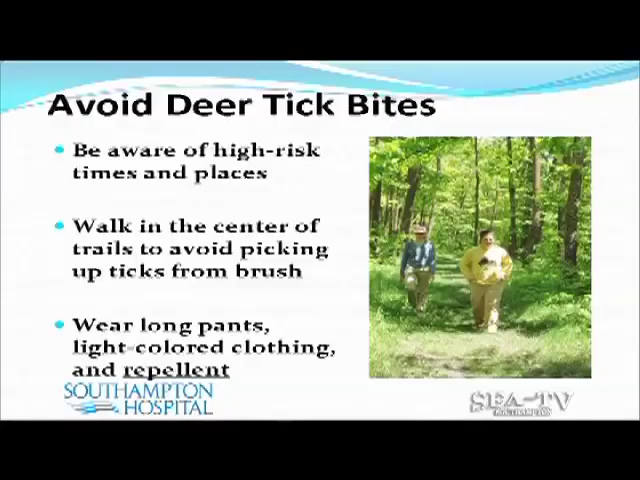 Avoid Deer Tick Bites
• Be aware of high-risk
times and places
• Walk in the center of
trails to avoid picking
up ticks from brush
• Wear long pants,
light-colored clothing,
and repellent
SOUTHAMPTON
HOSPITAL
SEA-TV
SOUTHAMPTON